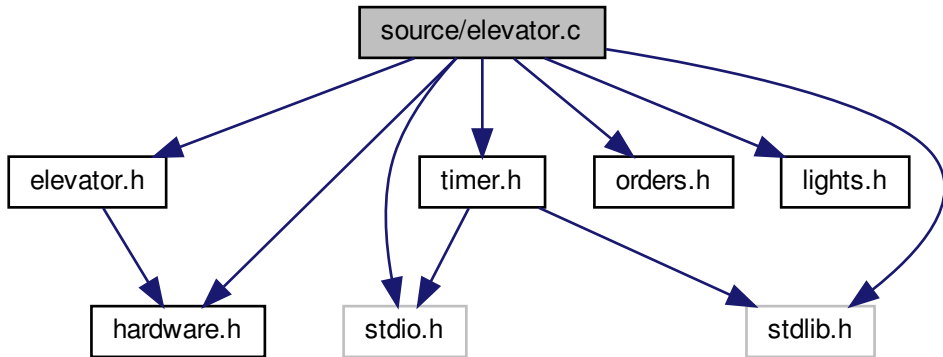 source/elevator.c
elevator.h
timer.h
orders.h
lights.h
hardware.h
stdio.h
stdlib.h